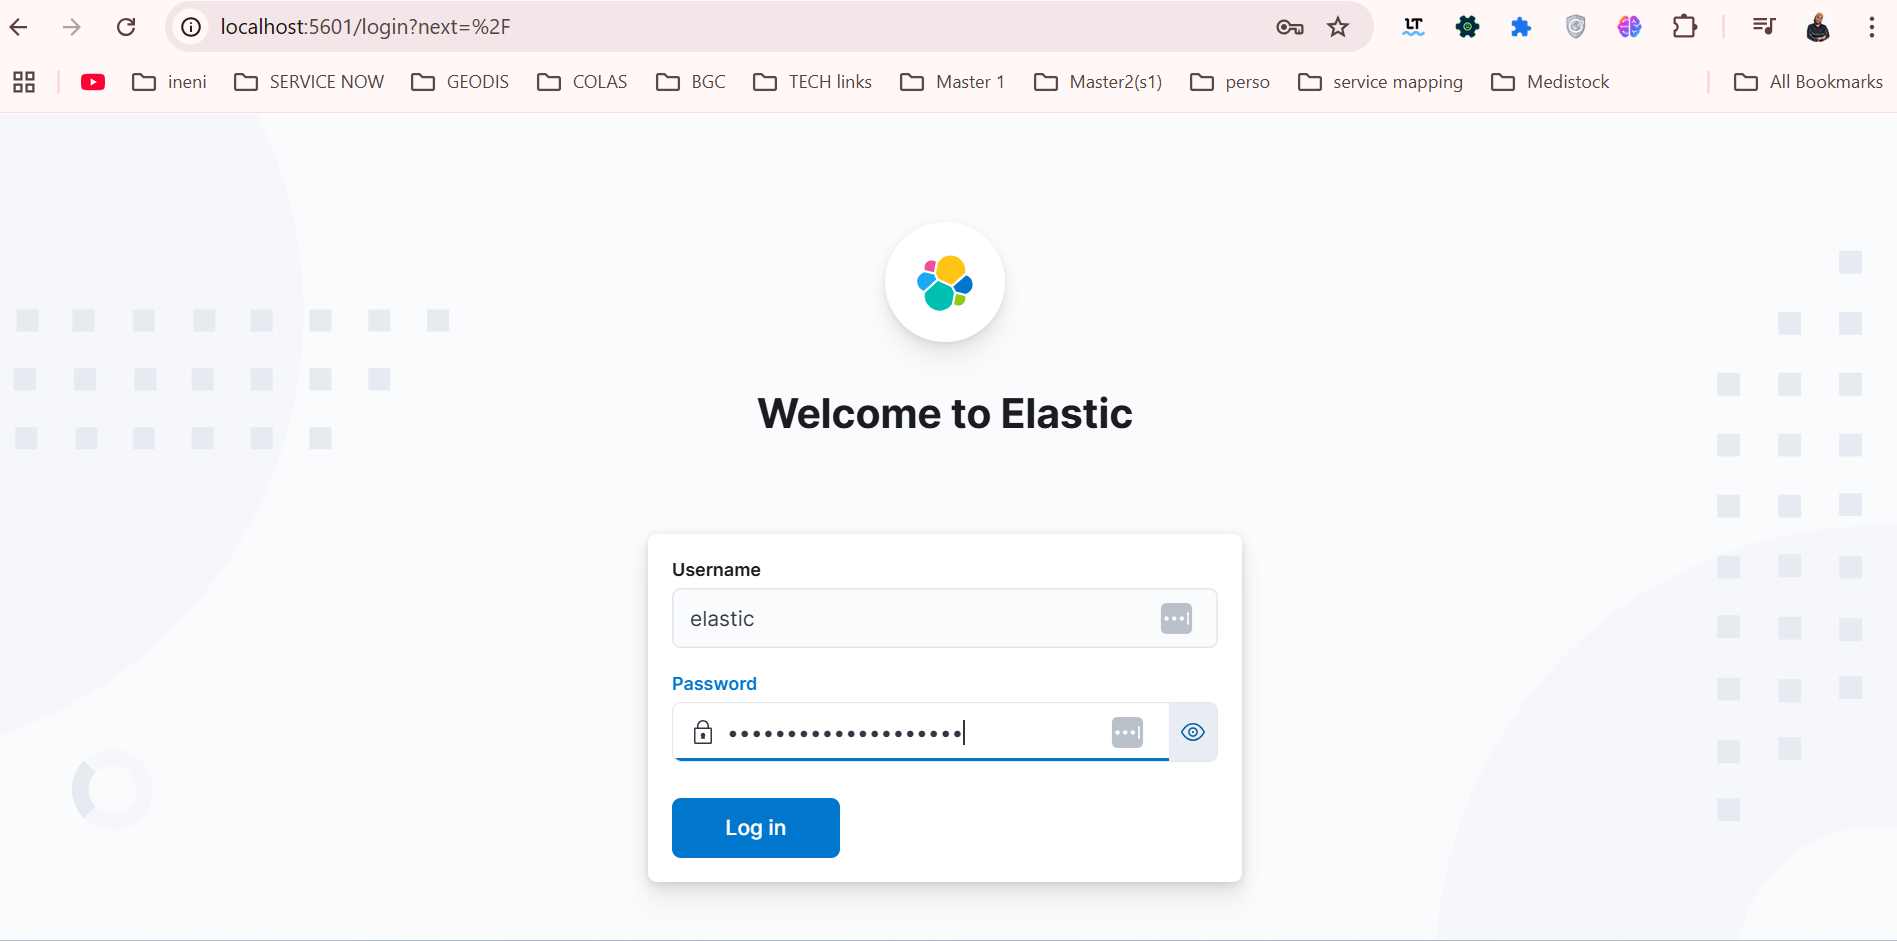 localhost:5601/login?next=%2F
LT
ineni SERVICE NOW GEODIS COLAS BGC TECH links Master 1 Master2(s1) perso service mapping Medistock All Bookmarks
Welcome to Elastic
Username
elastic
Password
••••••••••••••••••••
Log in